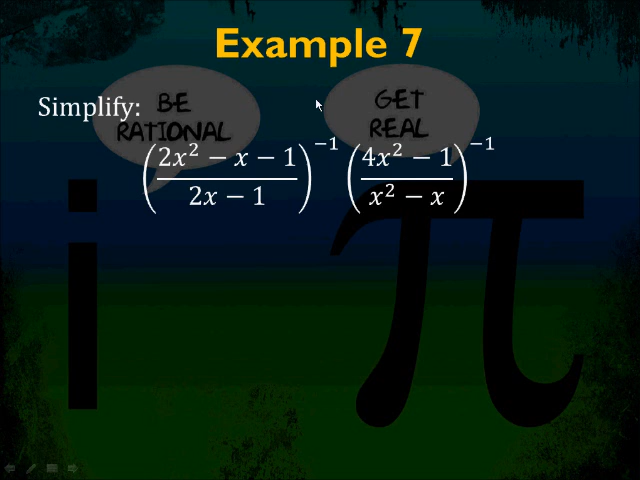 Example 7
Simplify:
BE
RATIONAL
GET
REAL
(2x² − x − 1 / 2x − 1)⁻¹ (4x² − 1 / x² − x)⁻¹
i
π